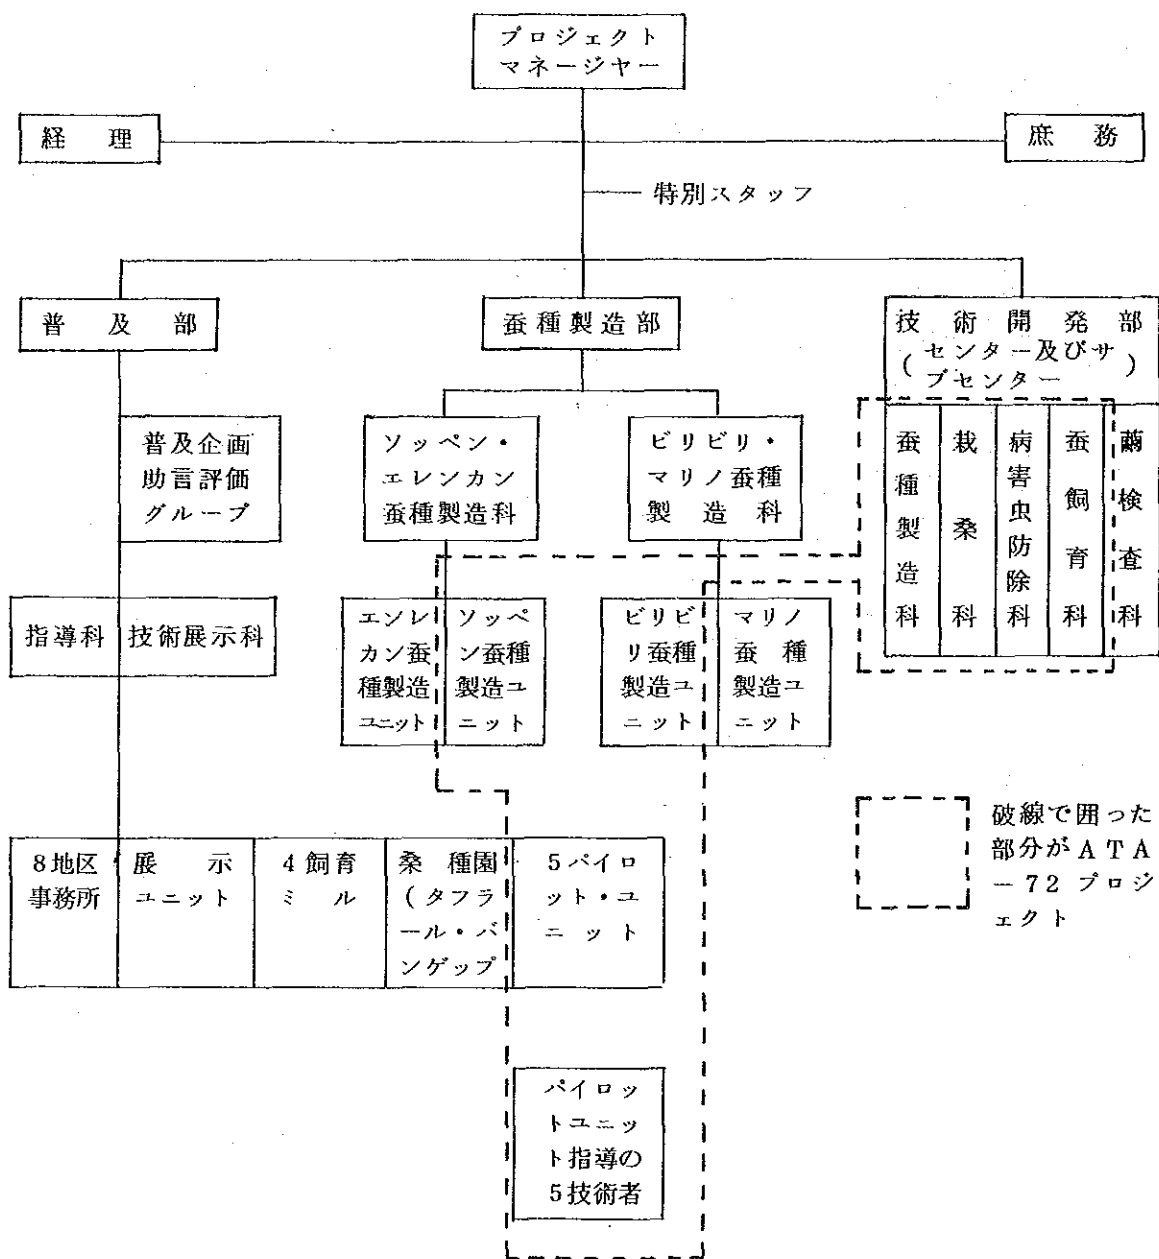 プロジェクト
マネージャー
経理
庶務
特別スタッフ
普及部
蚕種製造部
技術開発部
(センター及びサ
ブセンター)
普及企画
助言評価
グループ
ソッペン・
エレンカン
蚕種製造科
ビリビリ・
マリノ蚕種
製造科
蚕種製造科
栽桑科
病害虫防除科
蚕飼育科
繭検査科
指導科
技術展示科
エンレ
カン蚕
種製造
ユニット
ソッペ
ン蚕種
製造ユ
ニット
ビリビ
リ蚕種
製造ユ
ニット
マリノ
蚕種
製造ユ
ニット
破線で囲った
部分がATA
-72プロジ
ェクト
8地区
事務所
展示
ユニット
4飼育
ミル
桑種園
(タフラ
ール・バ
ンゲップ
5パイロ
ット・ユ
ニット
パイロッ
トユニッ
ト指導の
5技術者